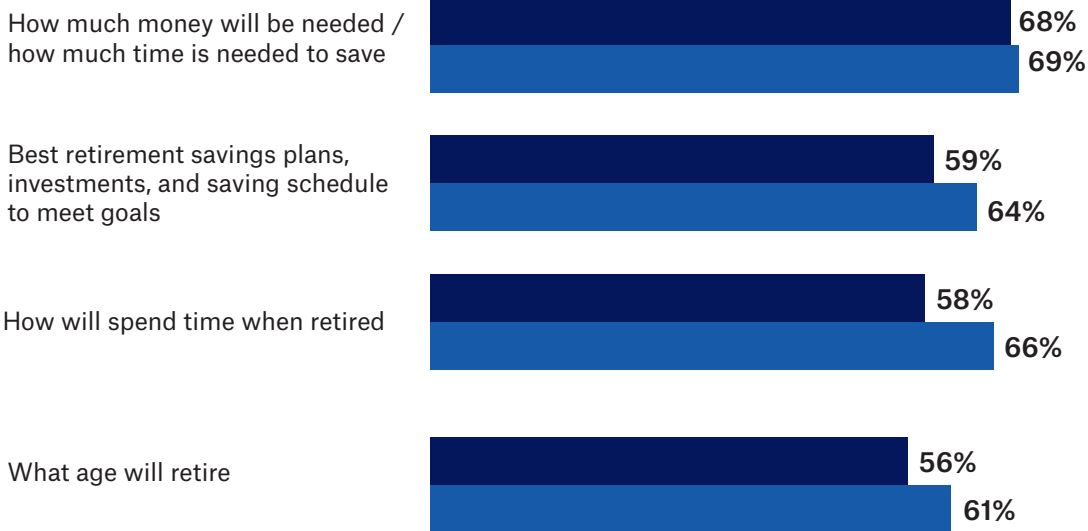 How much money will be needed /
how much time is needed to save
68%
69%
Best retirement savings plans,
investments, and saving schedule
to meet goals
59%
64%
How will spend time when retired
58%
66%
What age will retire
56%
61%